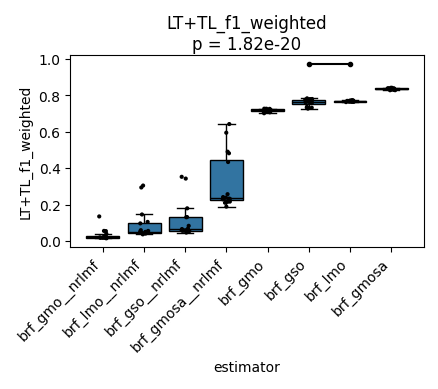 LT+TL_f1_weighted
p = 1.82e-20
LT+TL_f1_weighted
1.0
0.8
0.6
0.4
0.2
0.0
brf_gmo__nrlmf
brf_lmo__nrlmf
brf_gso__nrlmf
brf_gmosa__nrlmf
brf_gmo
brf_gso
brf_lmo
brf_gmosa
estimator